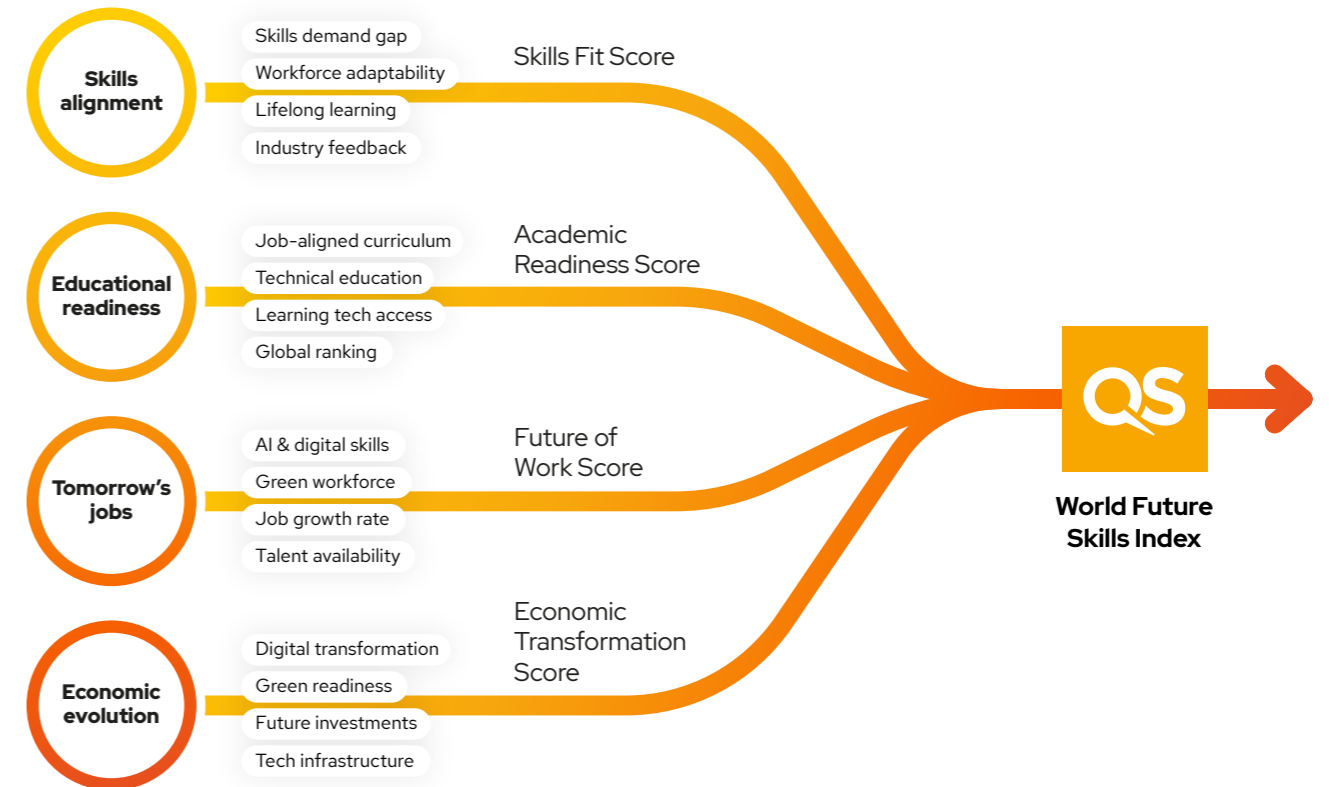 Skills
alignment
Skills demand gap
Workforce adaptability
Lifelong learning
Industry feedback
Skills Fit Score
Educational
readiness
Job-aligned curriculum
Technical education
Learning tech access
Global ranking
Academic
Readiness Score
Tomorrow's
jobs
AI & digital skills
Green workforce
Job growth rate
Talent availability
Future of
Work Score
Economic
evolution
Digital transformation
Green readiness
Future investments
Tech infrastructure
Economic
Transformation
Score
QS
World Future
Skills Index